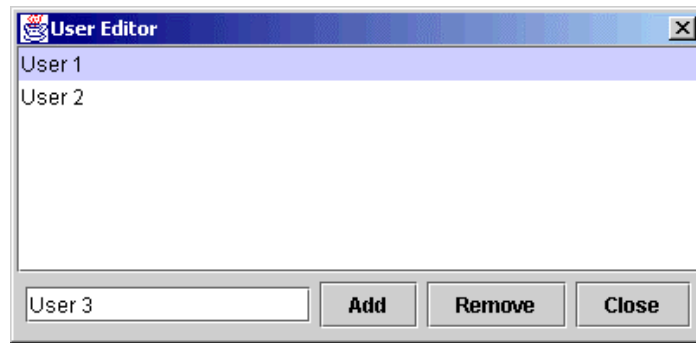 User Editor
User 1
User 2
User 3 Add Remove Close